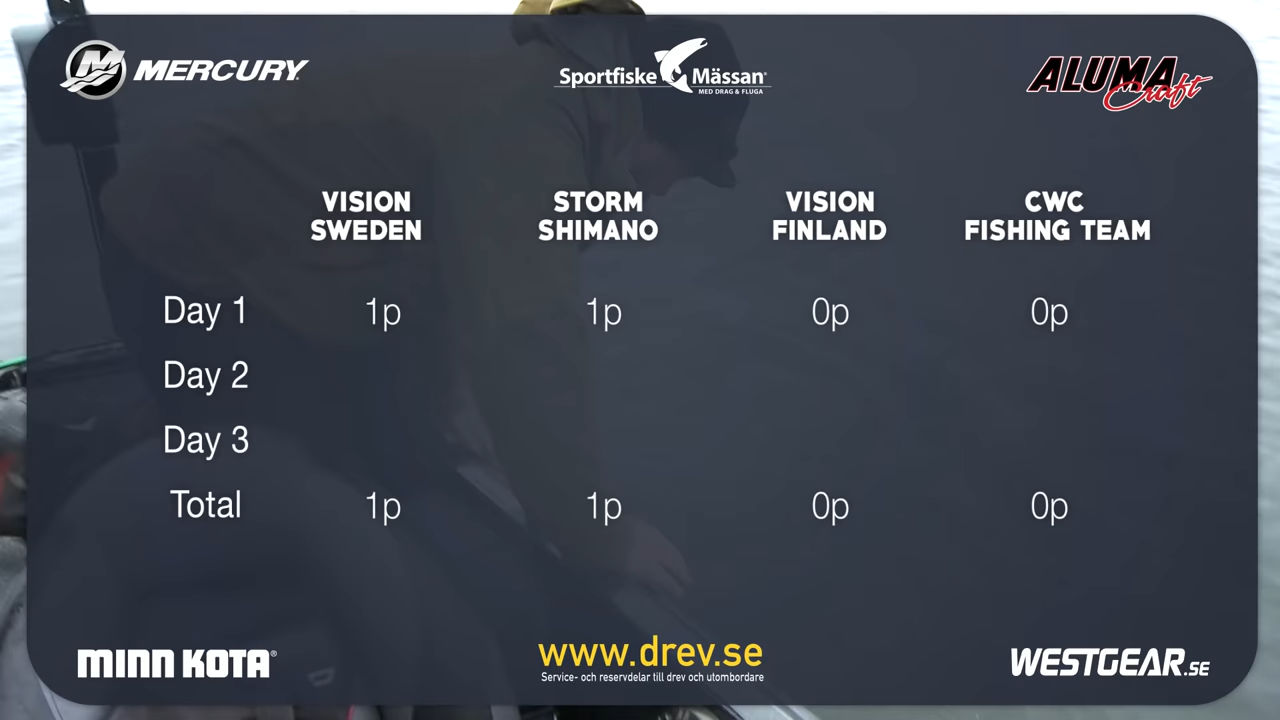 MERCURY
Sportfiske Mässan
MED DRAG & FLUGA
ALUMA Craft
VISION SWEDEN
STORM SHIMANO
VISION FINLAND
CWC FISHING TEAM
Day 1 1p 1p 0p 0p
Day 2
Day 3
Total 1p 1p 0p 0p
MINN KOTA®
www.drev.se
Service- och reservdelar till drev och utombordare
WESTGEAR.SE